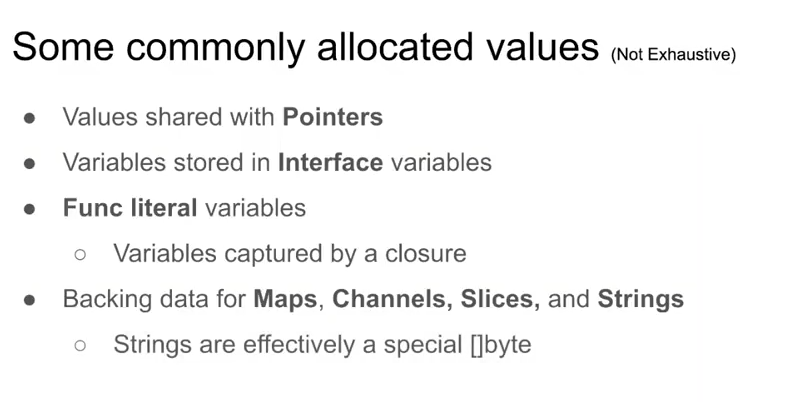 Some commonly allocated values (Not Exhaustive)
● Values shared with Pointers
● Variables stored in Interface variables
● Func literal variables
○ Variables captured by a closure
● Backing data for Maps, Channels, Slices, and Strings
○ Strings are effectively a special []byte